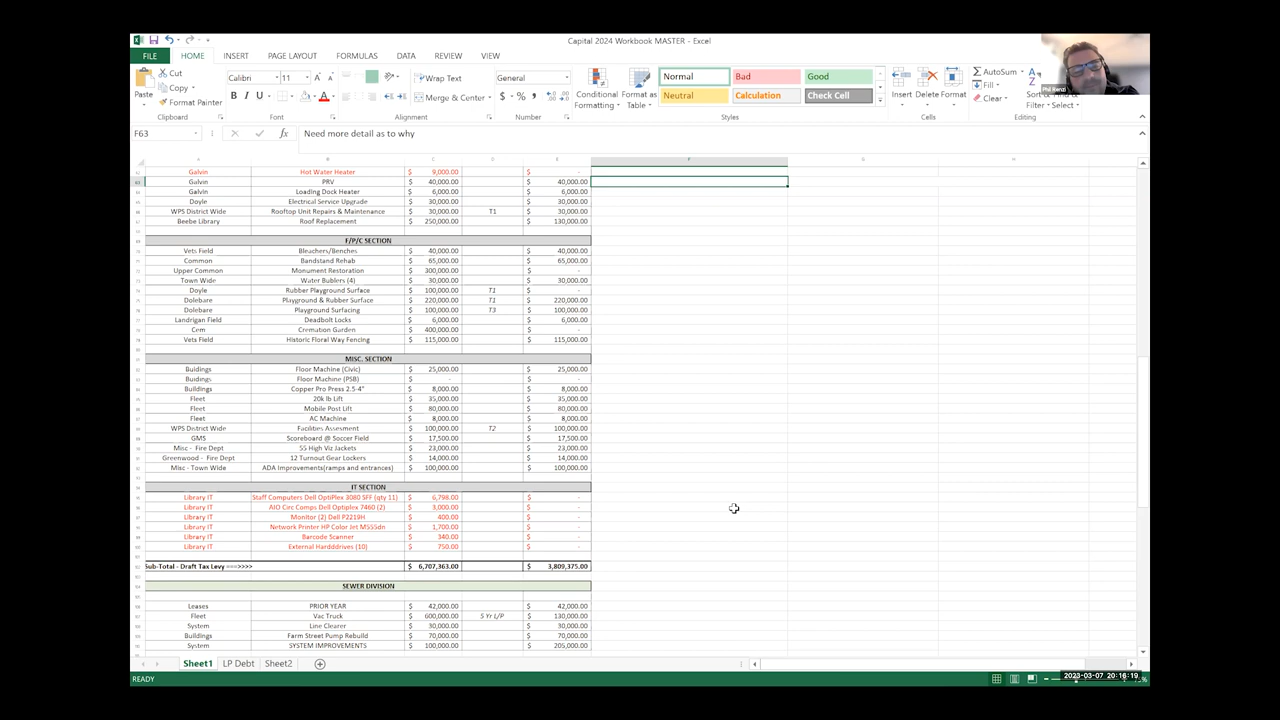 Capital 2024 Workbook MASTER - Excel
FILE HOME INSERT PAGE LAYOUT FORMULAS DATA REVIEW VIEW
Cut
Copy
Format Painter
Paste
Clipboard
Calibri 11
B I U
Font
Wrap Text
Merge & Center
Alignment
General
$ % ,
Number
Conditional Formatting
Format as Table
Normal Bad Good
Neutral Calculation Check Cell
Styles
Insert Delete Format
Cells
AutoSum
Fill
Clear
Sort & Find &
Filter Select
Editing
F63 fx Need more detail as to why
Galvin Hot Water Heater $ 9,000.00 $ -
Galvin PRV $ 40,000.00 $ 40,000.00
Galvin Loading Dock Heater $ 6,000.00 $ 6,000.00
Doyle Electrical Service Upgrade $ 30,000.00 $ 30,000.00
WPS District Wide Rooftop Unit Repairs & Maintenance $ 30,000.00 T1 $ 30,000.00
Beebe Library Roof Replacement $ 250,000.00 $ 130,000.00
F/P/C SECTION
Vets Field Bleachers/Benches $ 40,000.00 $ 40,000.00
Common Bandstand Rehab $ 65,000.00 $ 65,000.00
Upper Common Monument Restoration $ 300,000.00 $ -
Town Wide Water Bublers (4) $ 30,000.00 $ 30,000.00
Doyle Rubber Playground Surface $ 100,000.00 T1 $ -
Dolebare Playground & Rubber Surface $ 220,000.00 T1 $ 220,000.00
Dolebare Playground Surfacing $ 100,000.00 T3 $ 100,000.00
Landrigan Field Deadbolt Locks $ 6,000.00 $ 6,000.00
Cem Cremation Garden $ 400,000.00 $ -
Vets Field Historic Floral Way Fencing $ 115,000.00 $ 115,000.00
MISC. SECTION
Buidings Floor Machine (Civic) $ 25,000.00 $ 25,000.00
Buidings Floor Machine (PSB) $ - $ -
Buildings Copper Pro Press 2.5-4" $ 8,000.00 $ 8,000.00
Fleet 20k lb Lift $ 35,000.00 $ 35,000.00
Fleet Mobile Post Lift $ 80,000.00 $ 80,000.00
Fleet AC Machine $ 8,000.00 $ 8,000.00
WPS District Wide Facilities Assesment $ 100,000.00 T2 $ 100,000.00
GMS Scoreboard @ Soccer Field $ 17,500.00 $ 17,500.00
Misc - Fire Dept 55 High Viz Jackets $ 23,000.00 $ 23,000.00
Greenwood - Fire Dept 12 Turnout Gear Lockers $ 14,000.00 $ 14,000.00
Misc - Town Wide ADA Improvements(ramps and entrances) $ 100,000.00 $ 100,000.00
IT SECTION
Library IT Staff Computers Dell OptiPlex 3080 SFF (qty 11) $ 6,798.00 $ -
Library IT AIO Circ Comps Dell Optiplex 7460 (2) $ 3,000.00 $ -
Library IT Monitor (2) Dell P2219H $ 400.00 $ -
Library IT Network Printer HP Color Jet M555dn $ 1,700.00 $ -
Library IT Barcode Scanner $ 340.00 $ -
Library IT External Hardddrives (10) $ 750.00 $ -
Sub-Total - Draft Tax Levy ===>>>> $ 6,707,363.00 $ 3,809,375.00
SEWER DIVISION
Leases PRIOR YEAR $ 42,000.00 $ 42,000.00
Fleet Vac Truck $ 600,000.00 5 Yr L/P $ 130,000.00
System Line Clearer $ 30,000.00 $ 30,000.00
Buildings Farm Street Pump Rebuild $ 70,000.00 $ 70,000.00
System SYSTEM IMPROVEMENTS $ 100,000.00 $ 205,000.00
Sheet1 LP Debt Sheet2
READY
2023-03-07 20:16:19